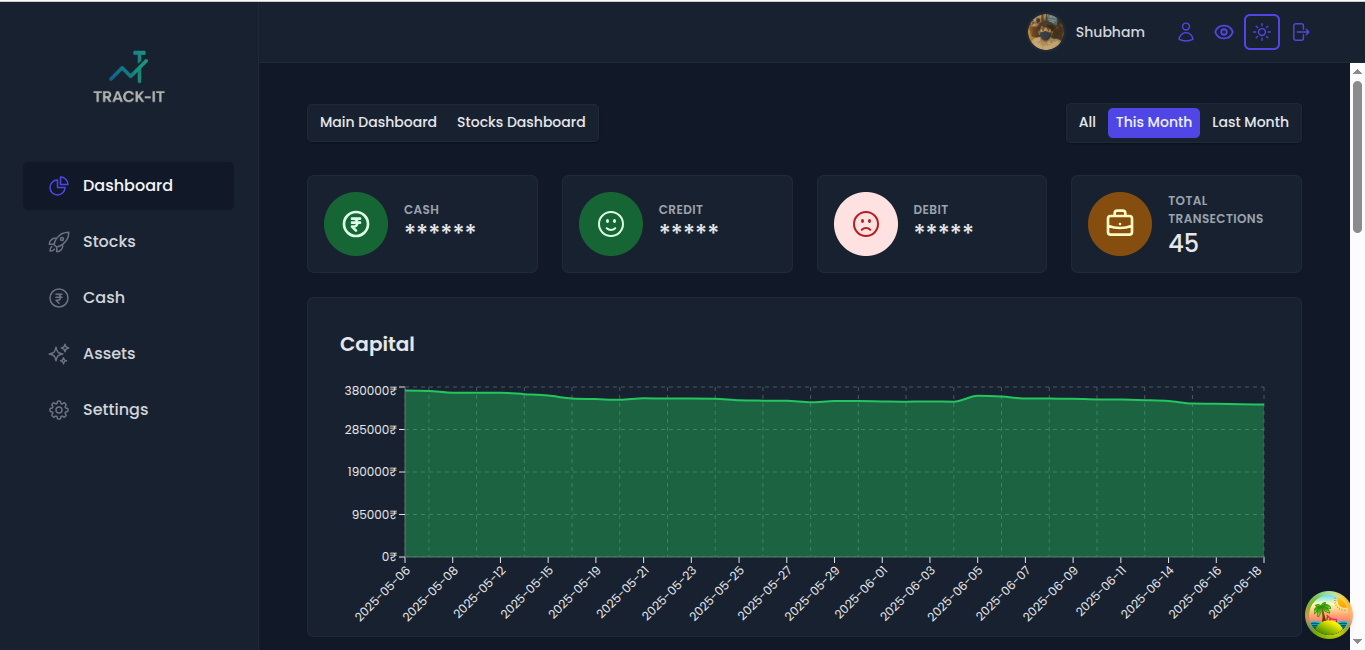 Shubham
TRACK-IT
Main Dashboard Stocks Dashboard
All This Month Last Month
Dashboard
Stocks
Cash
Assets
Settings
CASH
******
CREDIT
*****
DEBIT
*****
TOTAL
TRANSECTIONS
45
Capital
380000₹
285000₹
190000₹
95000₹
0₹
2025-05-06
2025-05-08
2025-05-12
2025-05-15
2025-05-19
2025-05-21
2025-05-23
2025-05-25
2025-05-27
2025-05-29
2025-06-01
2025-06-03
2025-06-05
2025-06-07
2025-06-09
2025-06-11
2025-06-14
2025-06-16
2025-06-18